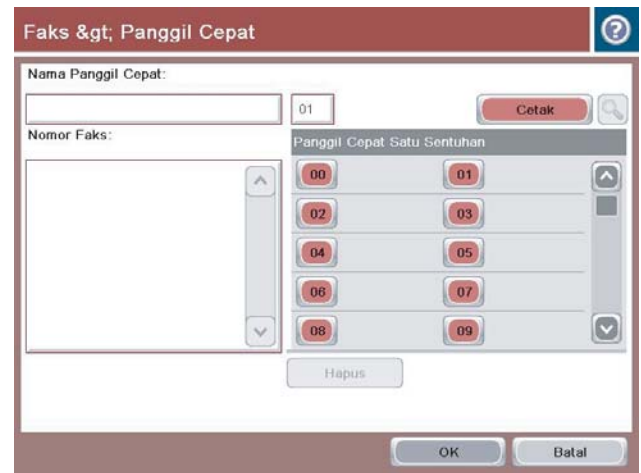 Faks &gt; Panggil Cepat
Nama Panggil Cepat:
01
Cetak
Nomor Faks:
Panggil Cepat Satu Sentuhan
00 01
02 03
04 05
06 07
08 09
Hapus
OK Batal